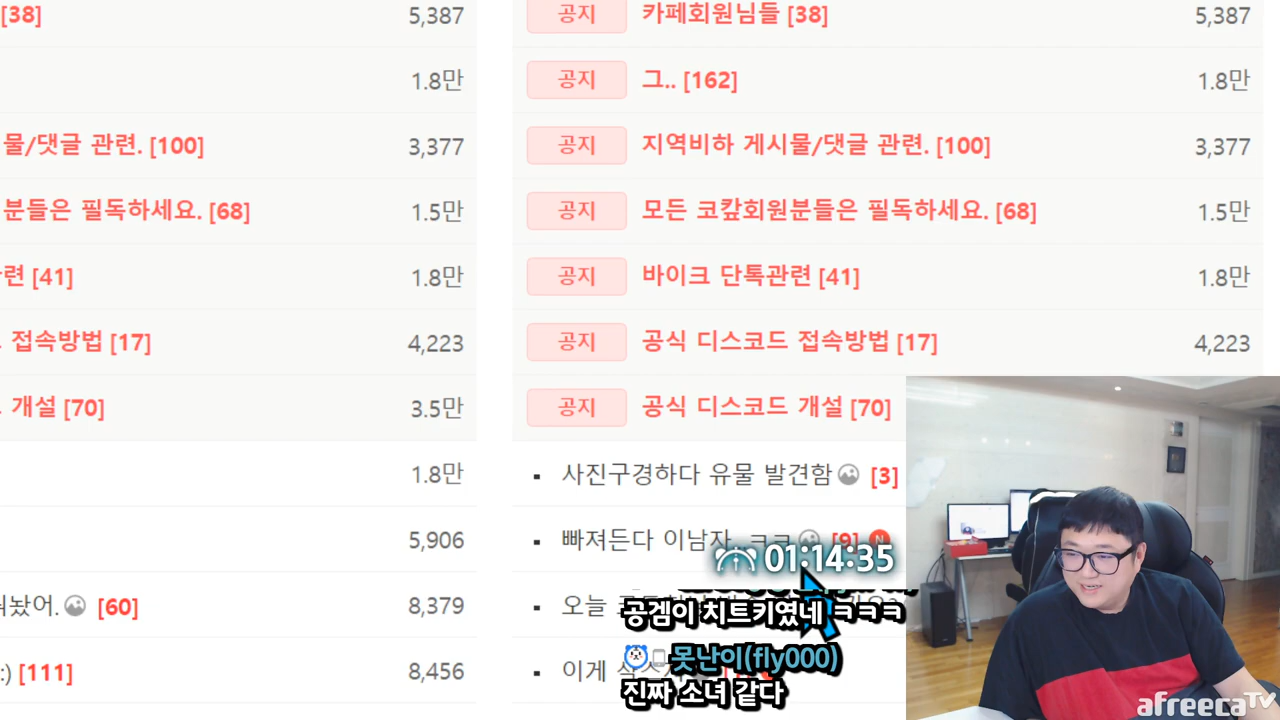 [38] 5,387
1.8만
물/댓글 관련. [100] 3,377
분들은 필독하세요. [68] 1.5만
련 [41] 1.8만
접속방법 [17] 4,223
개설 [70] 3.5만
1.8만
5,906
놨어. [60] 8,379
:) [111] 8,456
공지 카페회원님들 [38] 5,387
공지 그.. [162] 1.8만
공지 지역비하 게시물/댓글 관련. [100] 3,377
공지 모든 코캎회원분들은 필독하세요. [68] 1.5만
공지 바이크 단톡관련 [41] 1.8만
공지 공식 디스코드 접속방법 [17] 4,223
공지 공식 디스코드 개설 [70]
사진구경하다 유물 발견함 [3]
빠져든다 이남자. ㅋㅋ [9] N
오늘
이게
01:14:35
공겜이 치트키였네 ㅋㅋㅋ
못난이(fly000)
진짜 소녀 같다
afreecaTV